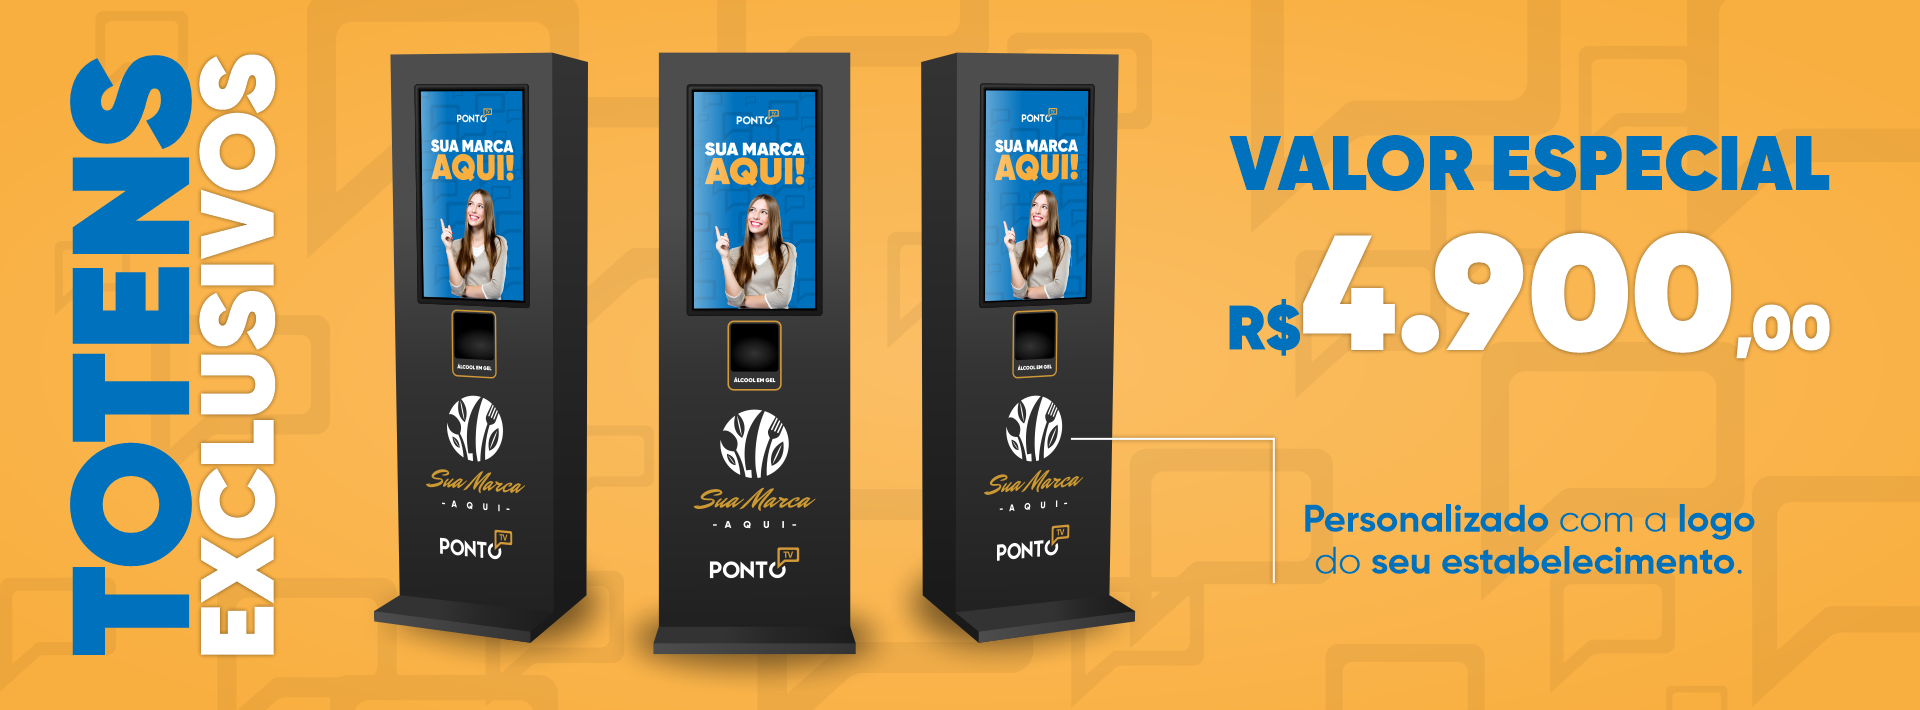 TOTENS
EXCLUSIVOS
PONTO TV
SUA MARCA
AQUI!
ÁLCOOL EM GEL
Sua Marca
- A Q U I -
PONTO TV
PONTO TV
SUA MARCA
AQUI!
ÁLCOOL EM GEL
Sua Marca
- A Q U I -
PONTO TV
PONTO TV
SUA MARCA
AQUI!
ÁLCOOL EM GEL
Sua Marca
- A Q U I -
PONTO TV
VALOR ESPECIAL
R$4.900,00
Personalizado com a logo
do seu estabelecimento.